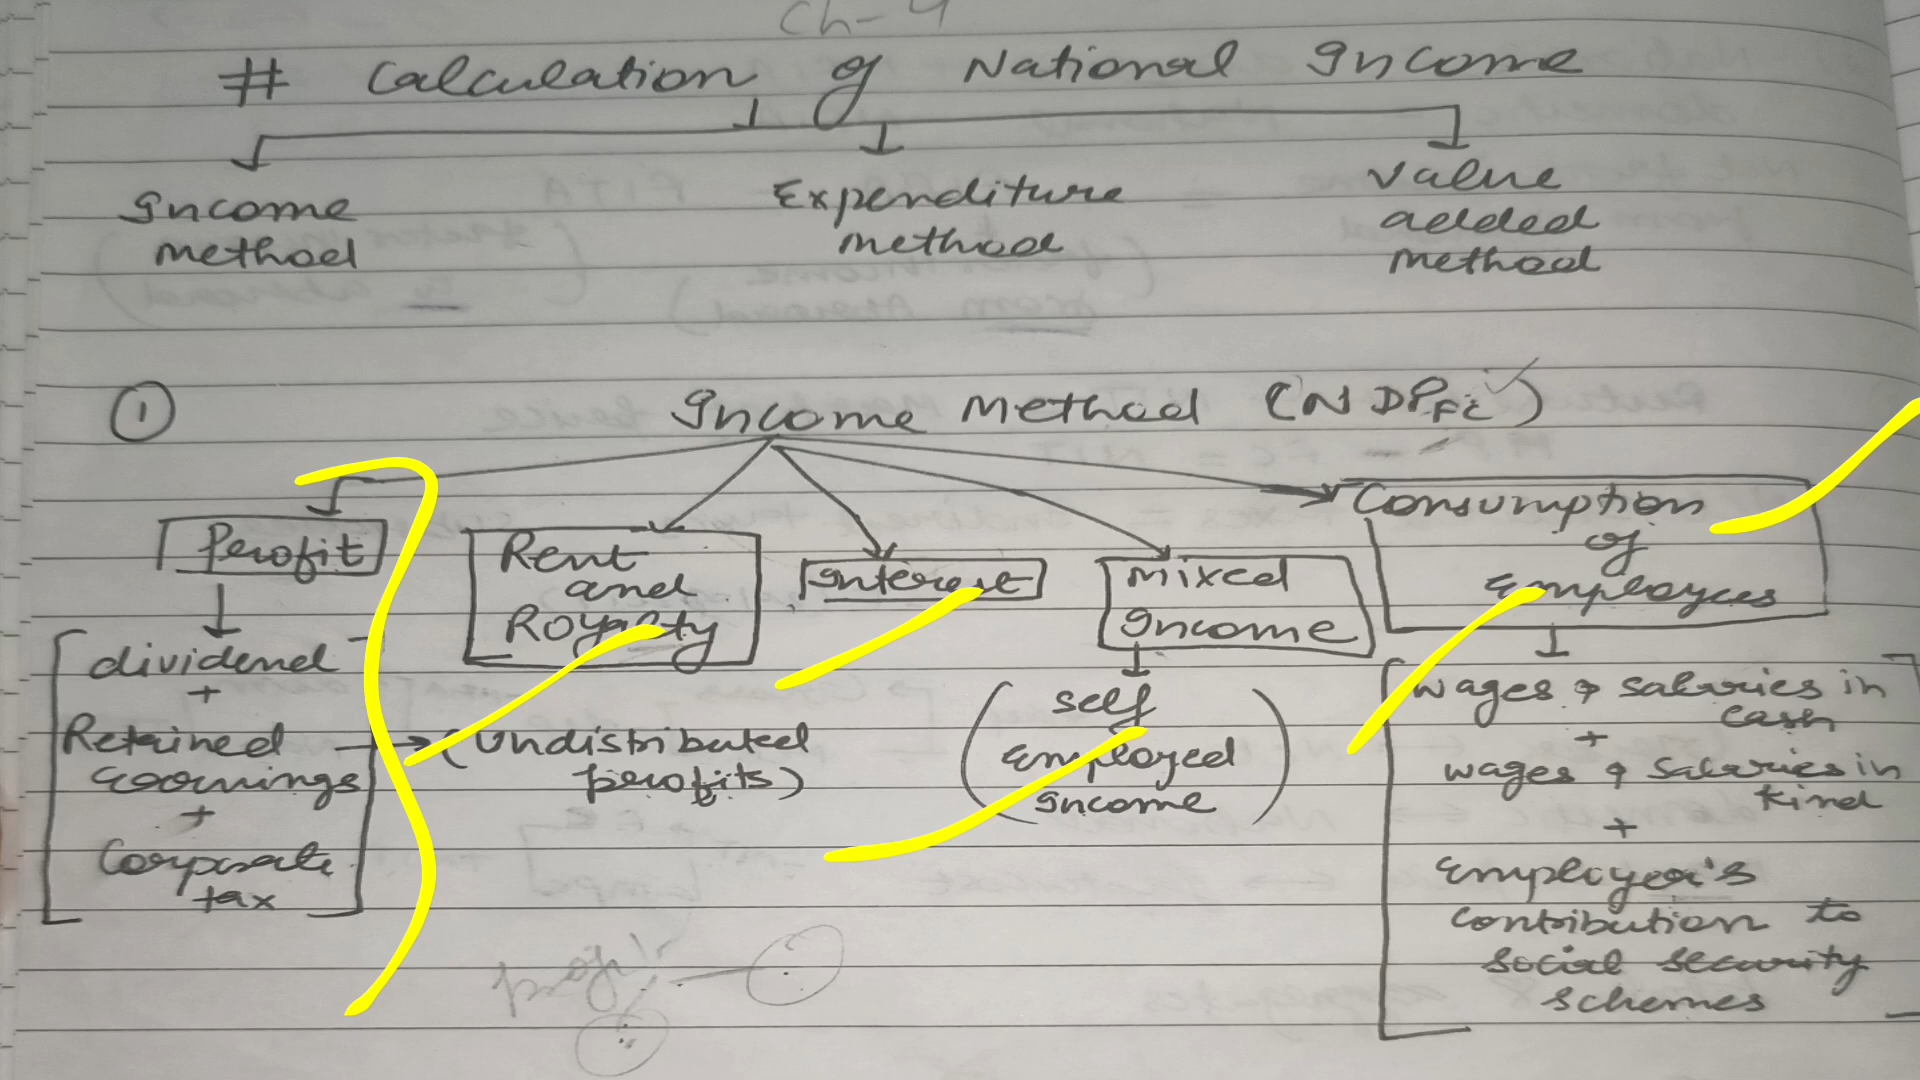 Ch-4
# Calculation of National Income
Income
method
Expenditure
method
Value
added
method
① Income Method (NDPFC)
Profit
dividend
+
Retained
earnings
+
Corporate
tax
→ (Undistributed
profits)
Rent
and
Royalty
Interest
Mixed
Income
(Self
Employed
Income)
Consumption
of
Employees
wages & salaries in
cash
+
wages & salaries in
kind
+
Employer's
contribution to
social security
schemes